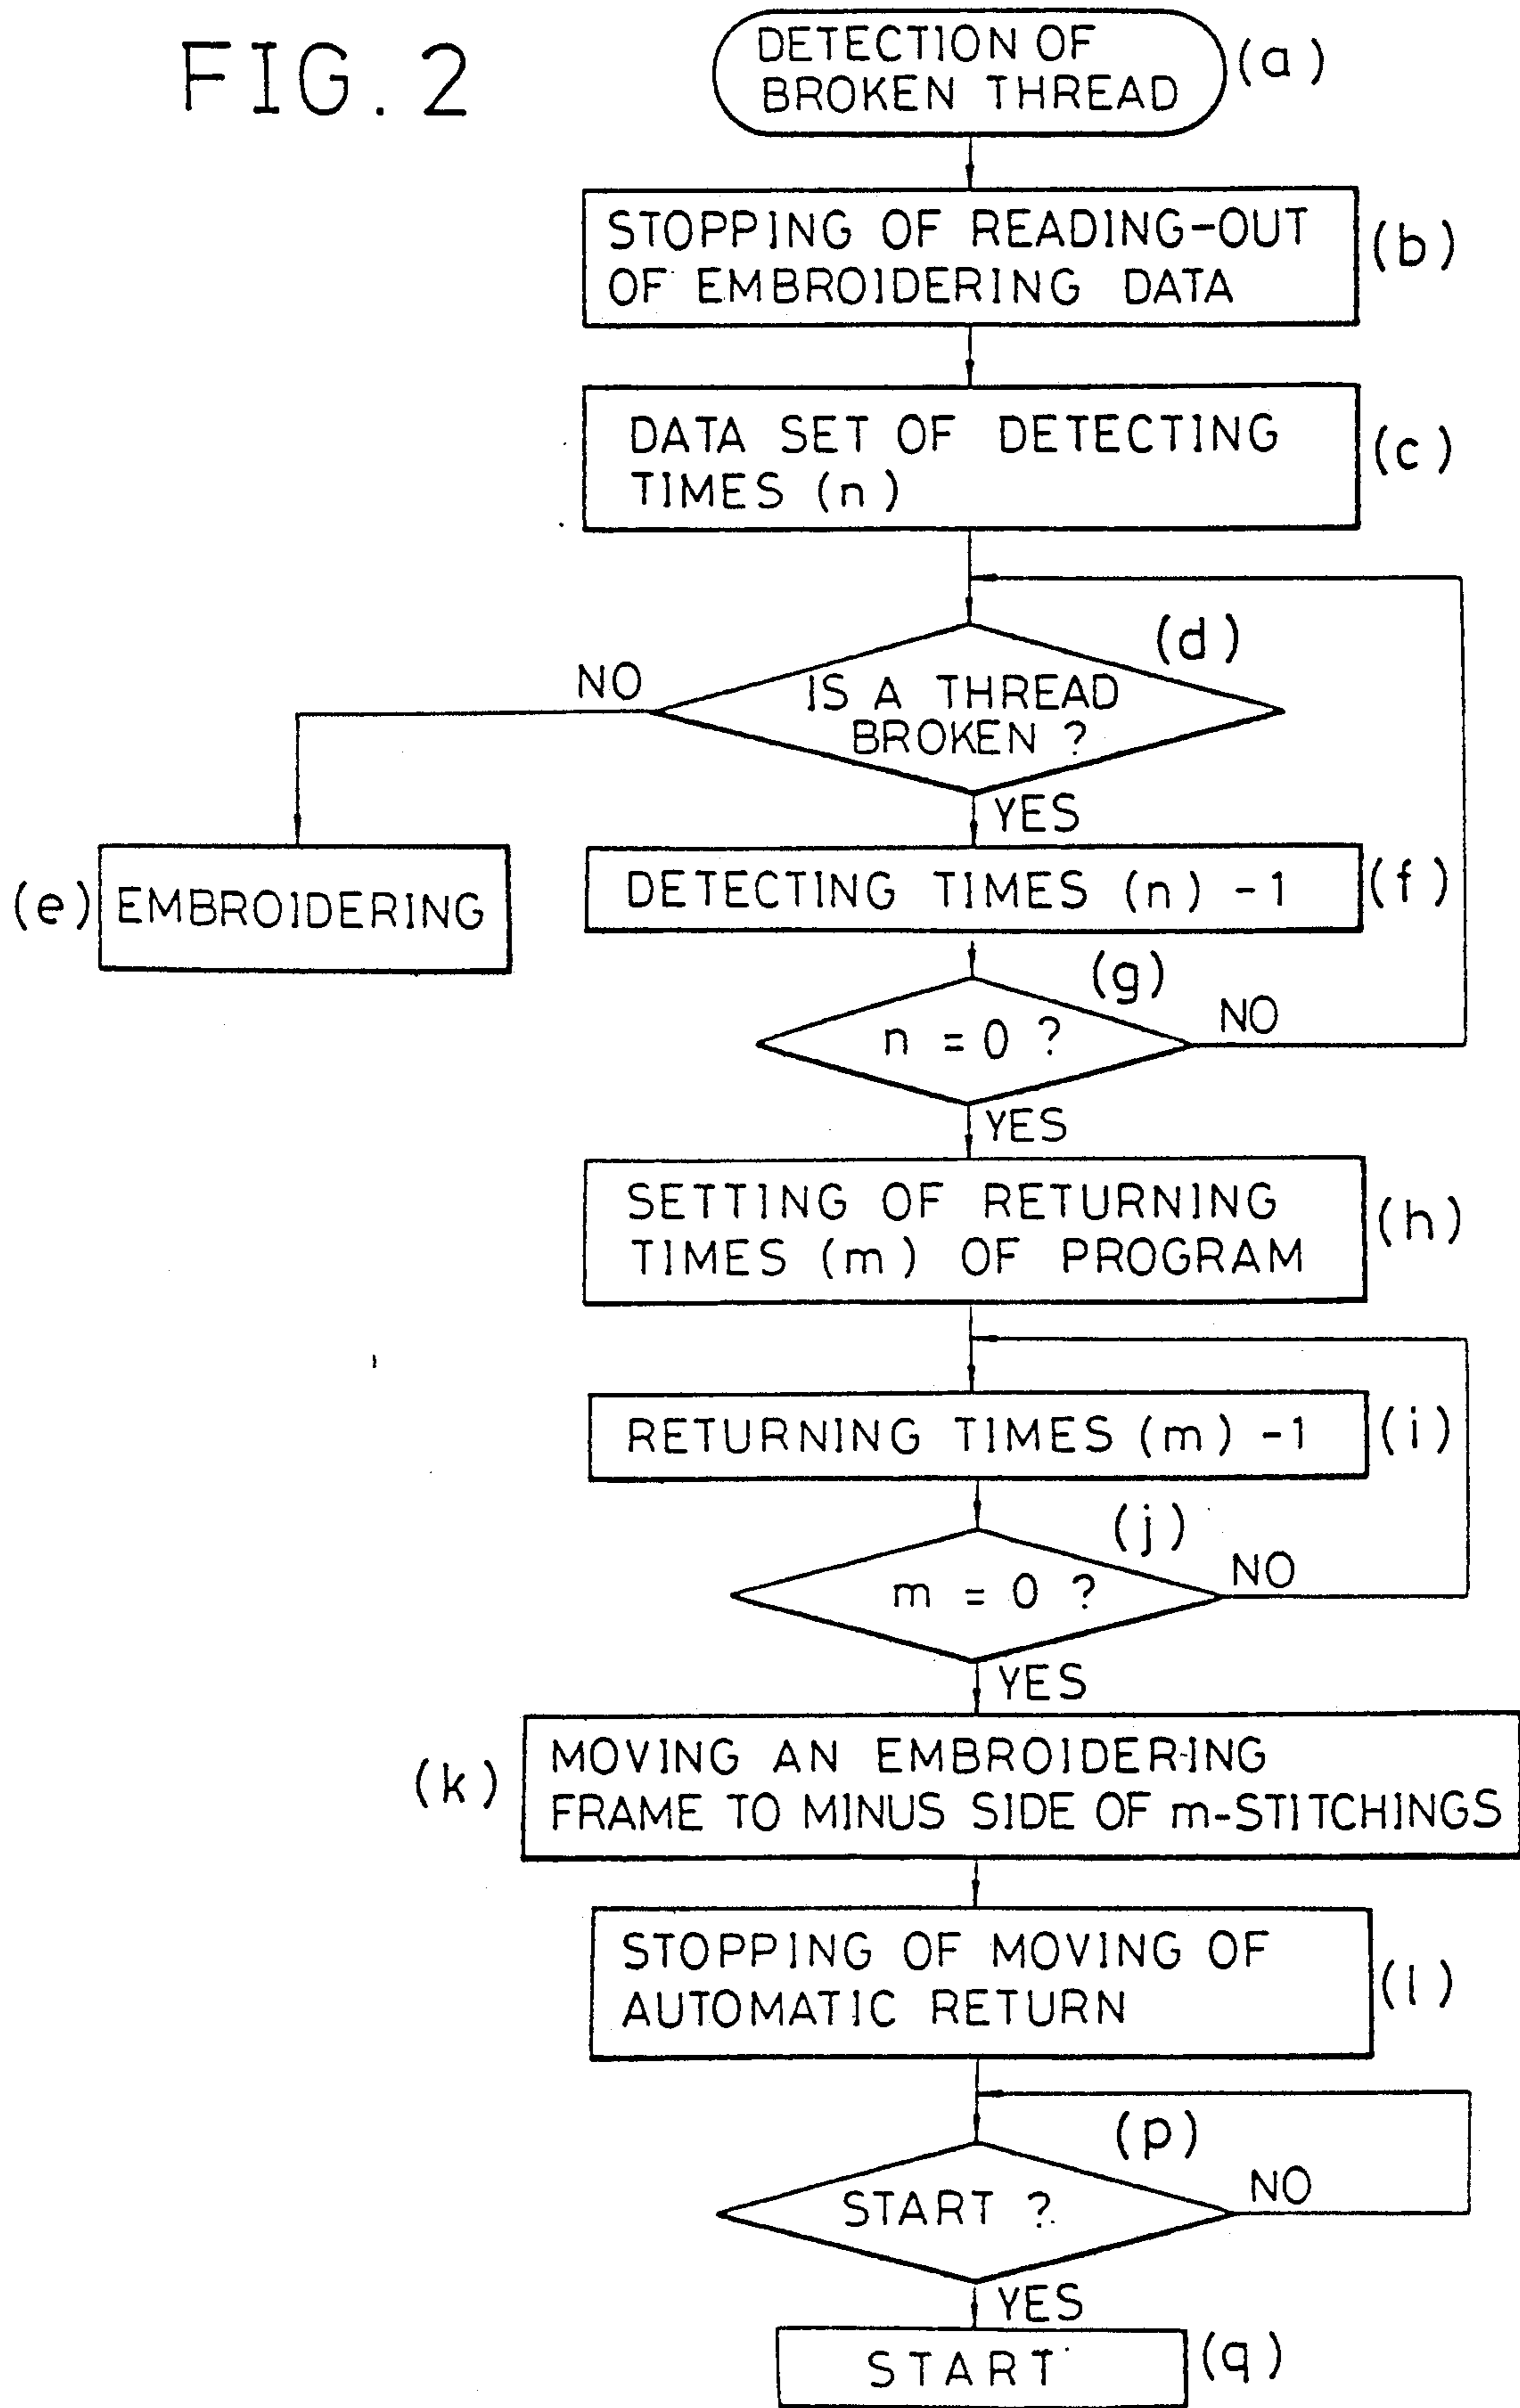 FIG. 2
DETECTION OF
BROKEN THREAD
(a)
STOPPING OF READING-OUT
OF EMBROIDERING DATA
(b)
DATA SET OF DETECTING
TIMES (n)
(c)
(d)
IS A THREAD
BROKEN ?
NO
YES
(e)
EMBROIDERING
DETECTING TIMES (n) -1
(f)
(g)
n = 0 ?
NO
YES
SETTING OF RETURNING
TIMES (m) OF PROGRAM
(h)
RETURNING TIMES (m) -1
(i)
(j)
m = 0 ?
NO
YES
(k)
MOVING AN EMBROIDERING
FRAME TO MINUS SIDE OF m-STITCHINGS
STOPPING OF MOVING OF
AUTOMATIC RETURN
(l)
(p)
START ?
NO
YES
START
(q)